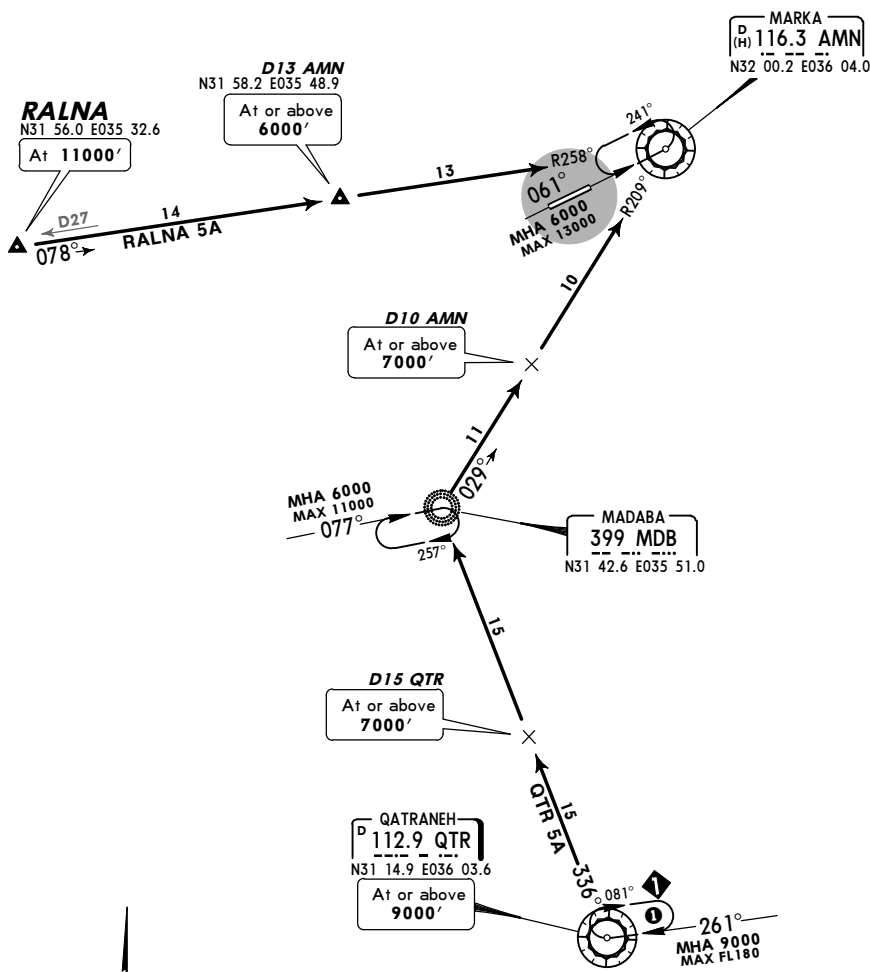 MARKA
D
(H) 116.3 AMN
N32 00.2 E036 04.0
D13 AMN
N31 58.2 E035 48.9
At or above
6000′
RALNA
N31 56.0 E035 32.6
At 11000′
241°
R258°
13
061°
MHA 6000
MAX 13000
R209°
14
D27
RALNA 5A
078°
10
D10 AMN
At or above
7000′
11
029°
MHA 6000
MAX 11000
077°
257°
MADABA
399 MDB
N31 42.6 E035 51.0
15
D15 QTR
At or above
7000′
15
QTR 5A
QATRANEH
D 112.9 QTR
N31 14.9 E036 03.6
At or above
9000′
336°
081°
1
1
261°
MHA 9000
MAX FL180